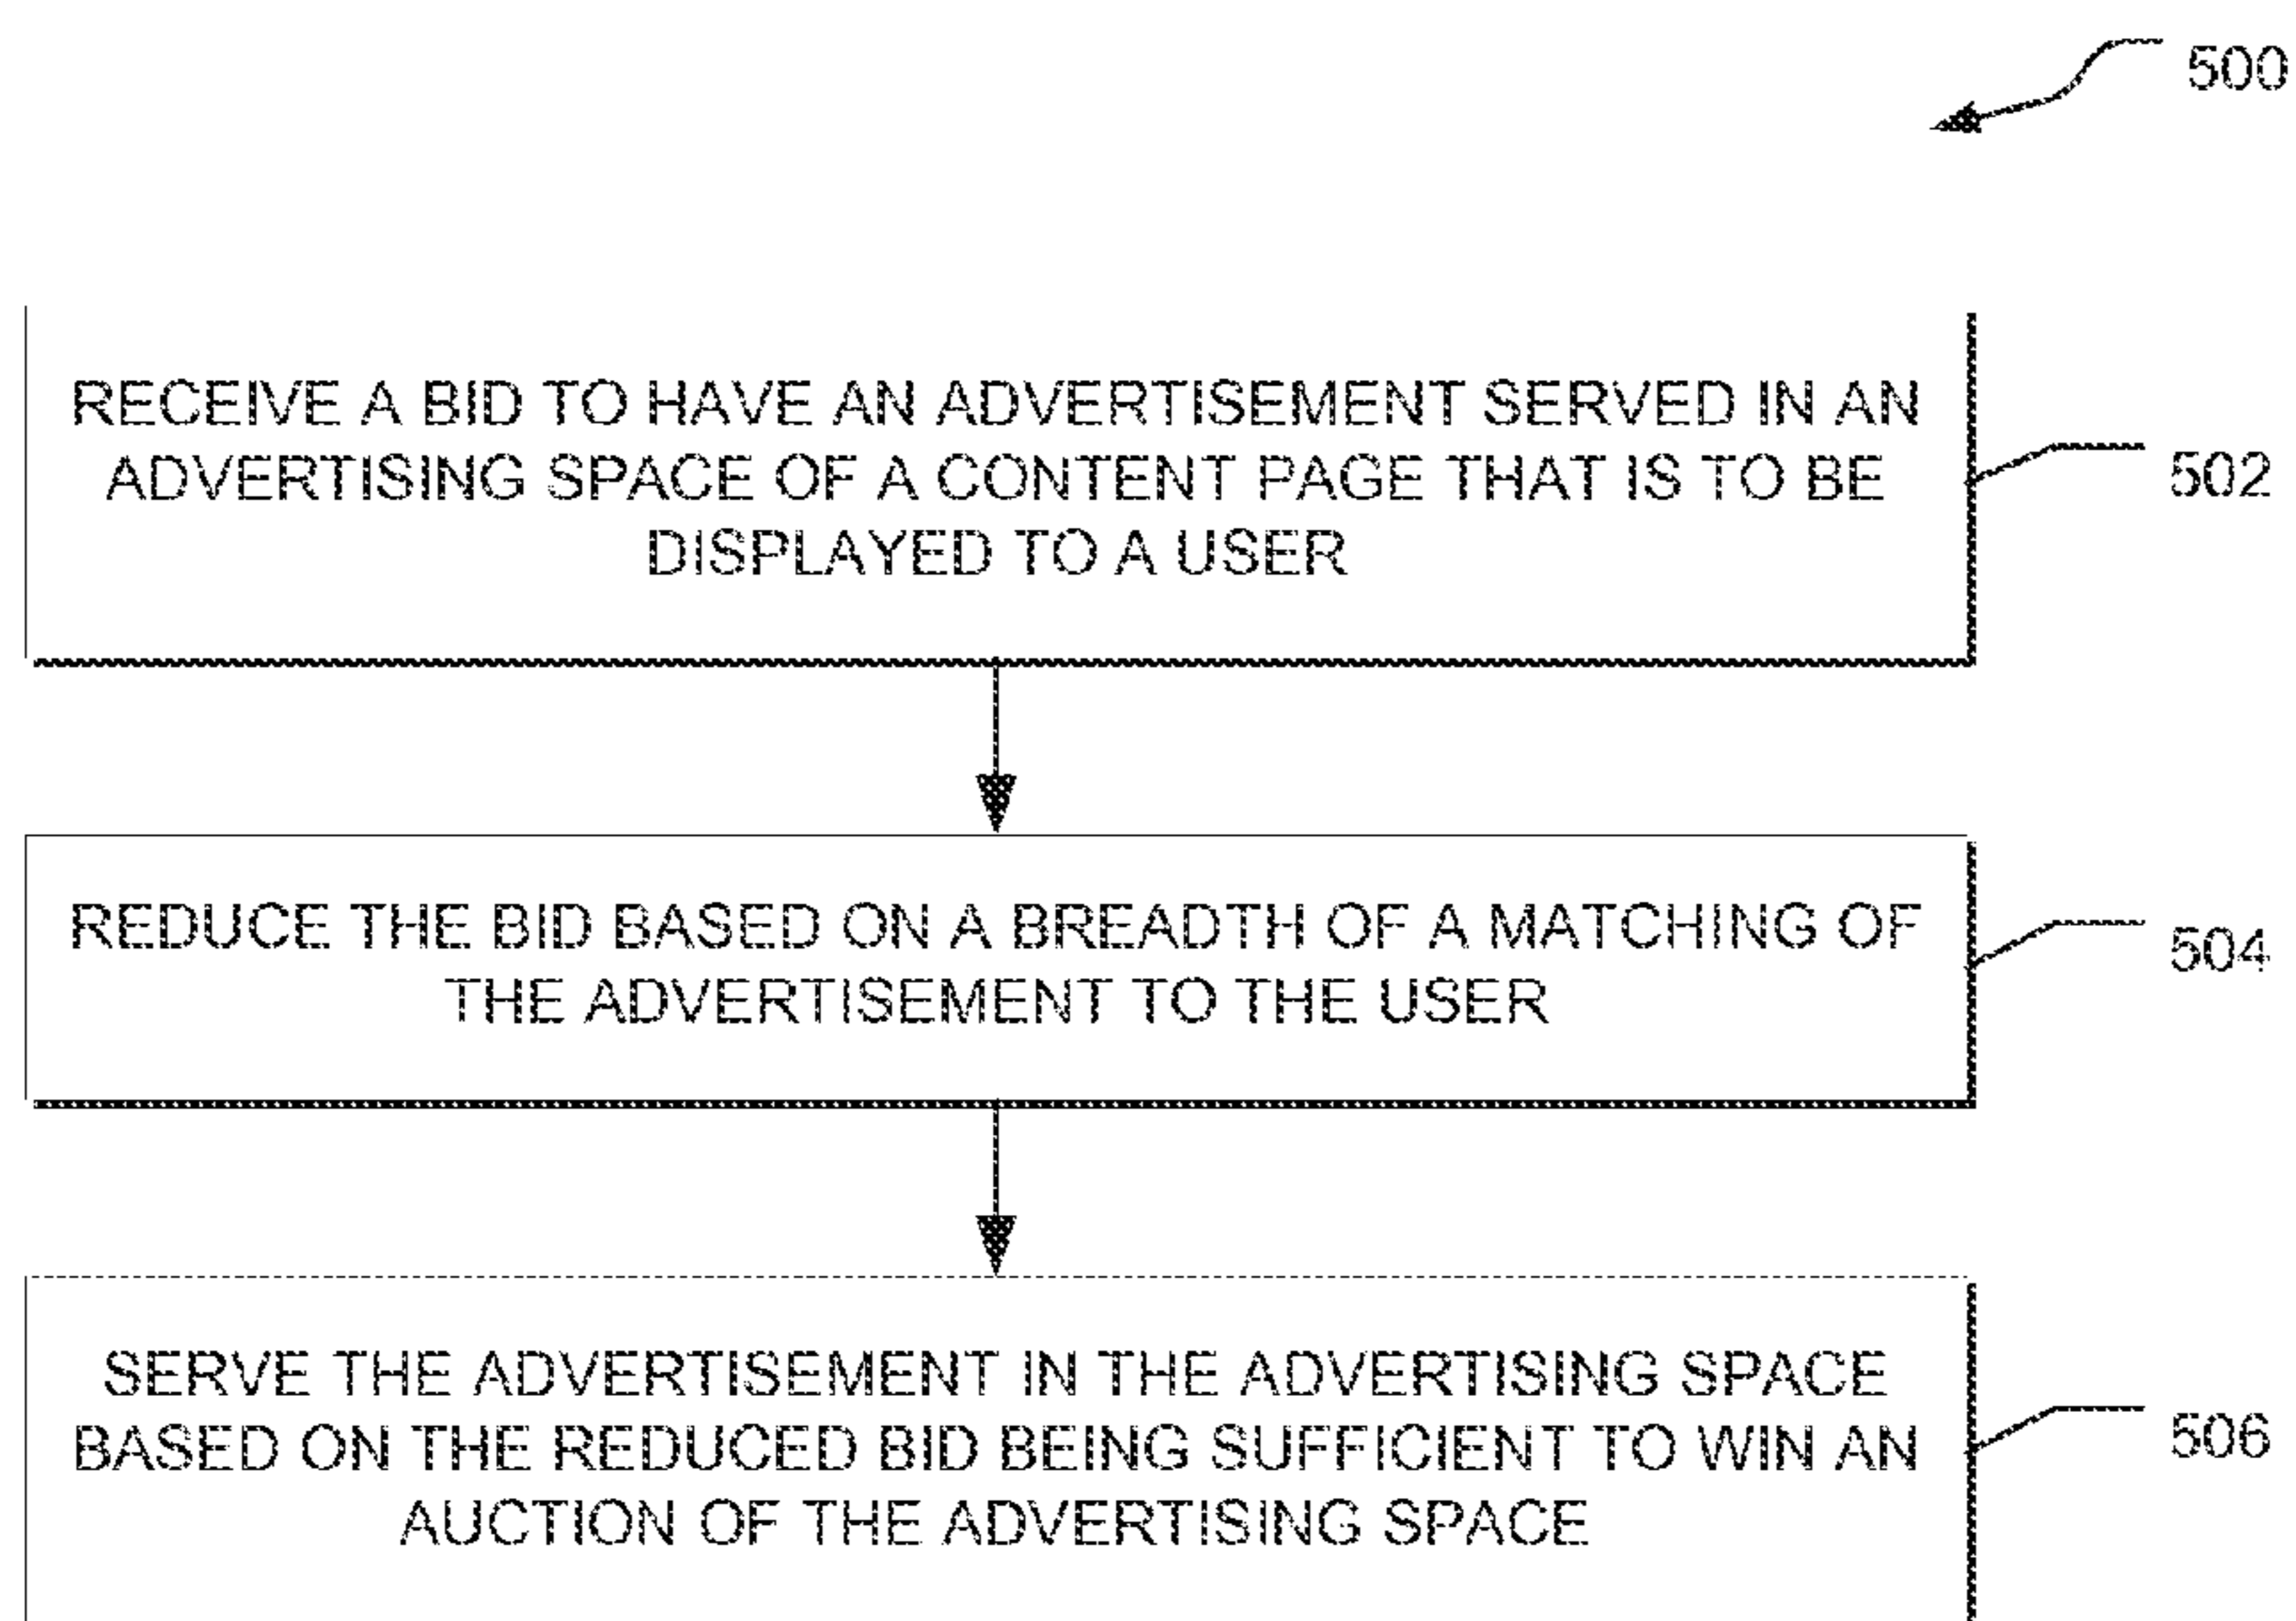 500
RECEIVE A BID TO HAVE AN ADVERTISEMENT SERVED IN AN
ADVERTISING SPACE OF A CONTENT PAGE THAT IS TO BE
DISPLAYED TO A USER
502
REDUCE THE BID BASED ON A BREADTH OF A MATCHING OF
THE ADVERTISEMENT TO THE USER
504
SERVE THE ADVERTISEMENT IN THE ADVERTISING SPACE
BASED ON THE REDUCED BID BEING SUFFICIENT TO WIN AN
AUCTION OF THE ADVERTISING SPACE
506